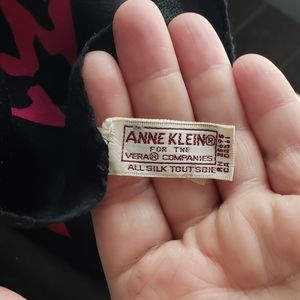 ANNE KLEIN®
FOR THE
VERA® COMPANIES
ALL SILK TOUT SOIE